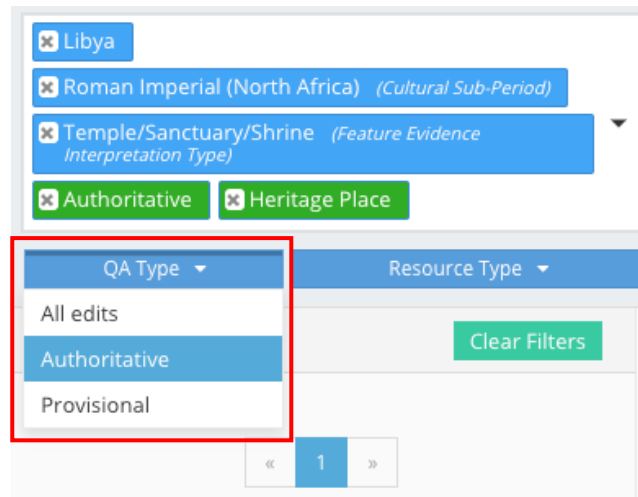 Libya
Roman Imperial (North Africa) (Cultural Sub-Period)
Temple/Sanctuary/Shrine (Feature Evidence
Interpretation Type)
Authoritative Heritage Place
QA Type Resource Type
All edits
Clear Filters
Authoritative
Provisional
« 1 »